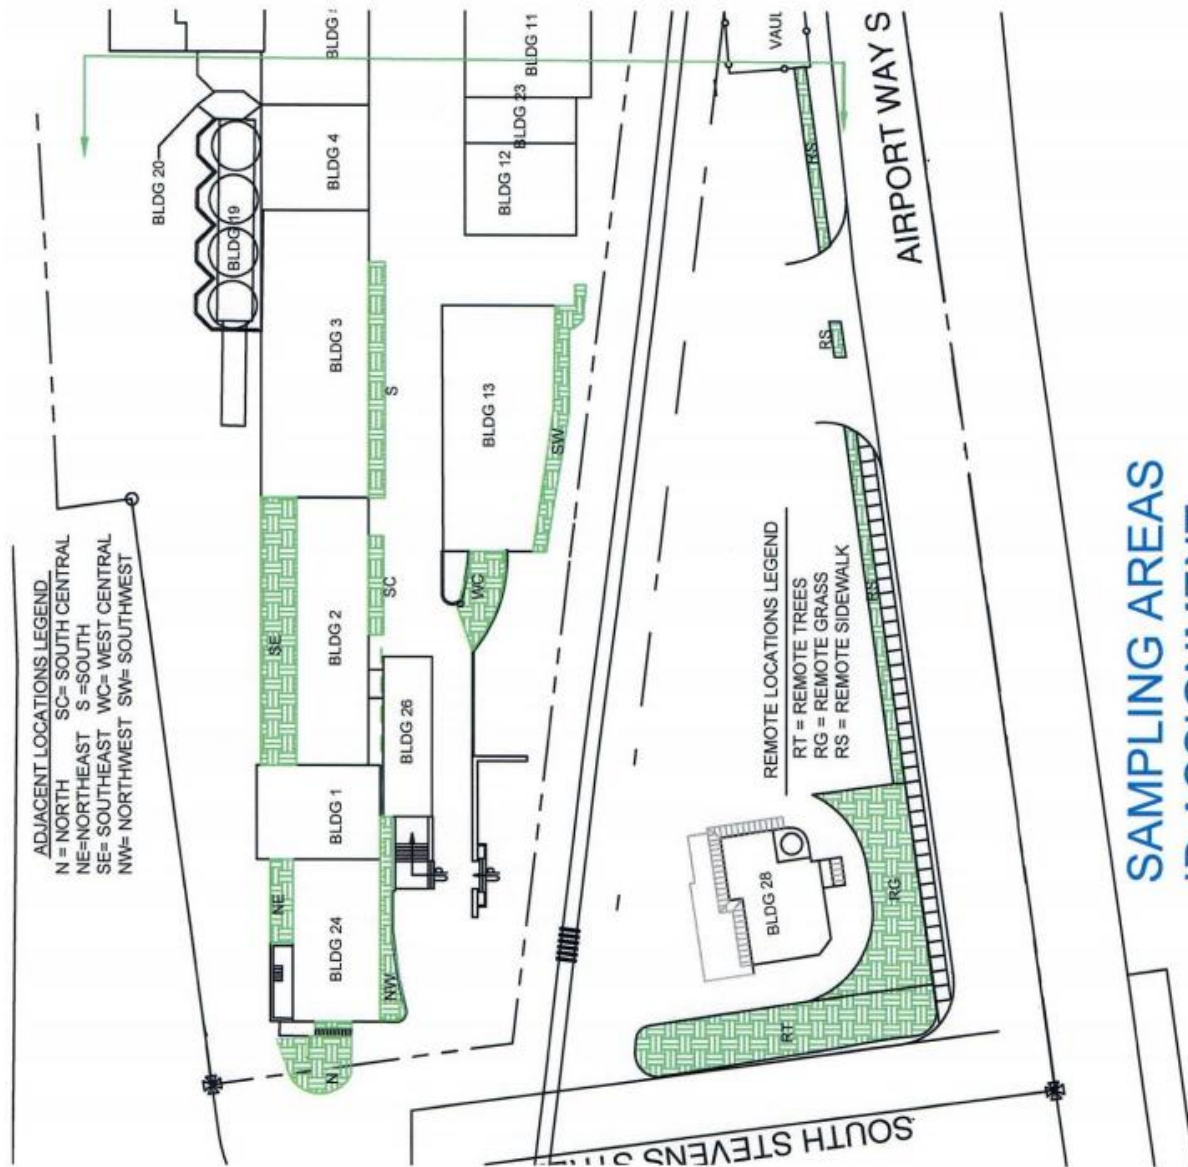 ADJACENT LOCATIONS LEGEND
N = NORTH SC= SOUTH CENTRAL
NE=NORTHEAST S =SOUTH
SE= SOUTHEAST WC= WEST CENTRAL
NW= NORTHWEST SW= SOUTHWEST
BLDG 20
BLDG 19
BLDG
BLDG 4
BLDG 3
BLDG 2
BLDG 1
BLDG 24
BLDG 26
BLDG 11
BLDG 23
BLDG 12
BLDG 13
BLDG 28
N
NE
SE
NW
SC
S
WC
SW
UP
UP
REMOTE LOCATIONS LEGEND
RT = REMOTE TREES
RG = REMOTE GRASS
RS = REMOTE SIDEWALK
RT
RG
RS
RS
RS
AIRPORT WAY S
SOUTH STEVENS
SAMPLING AREAS